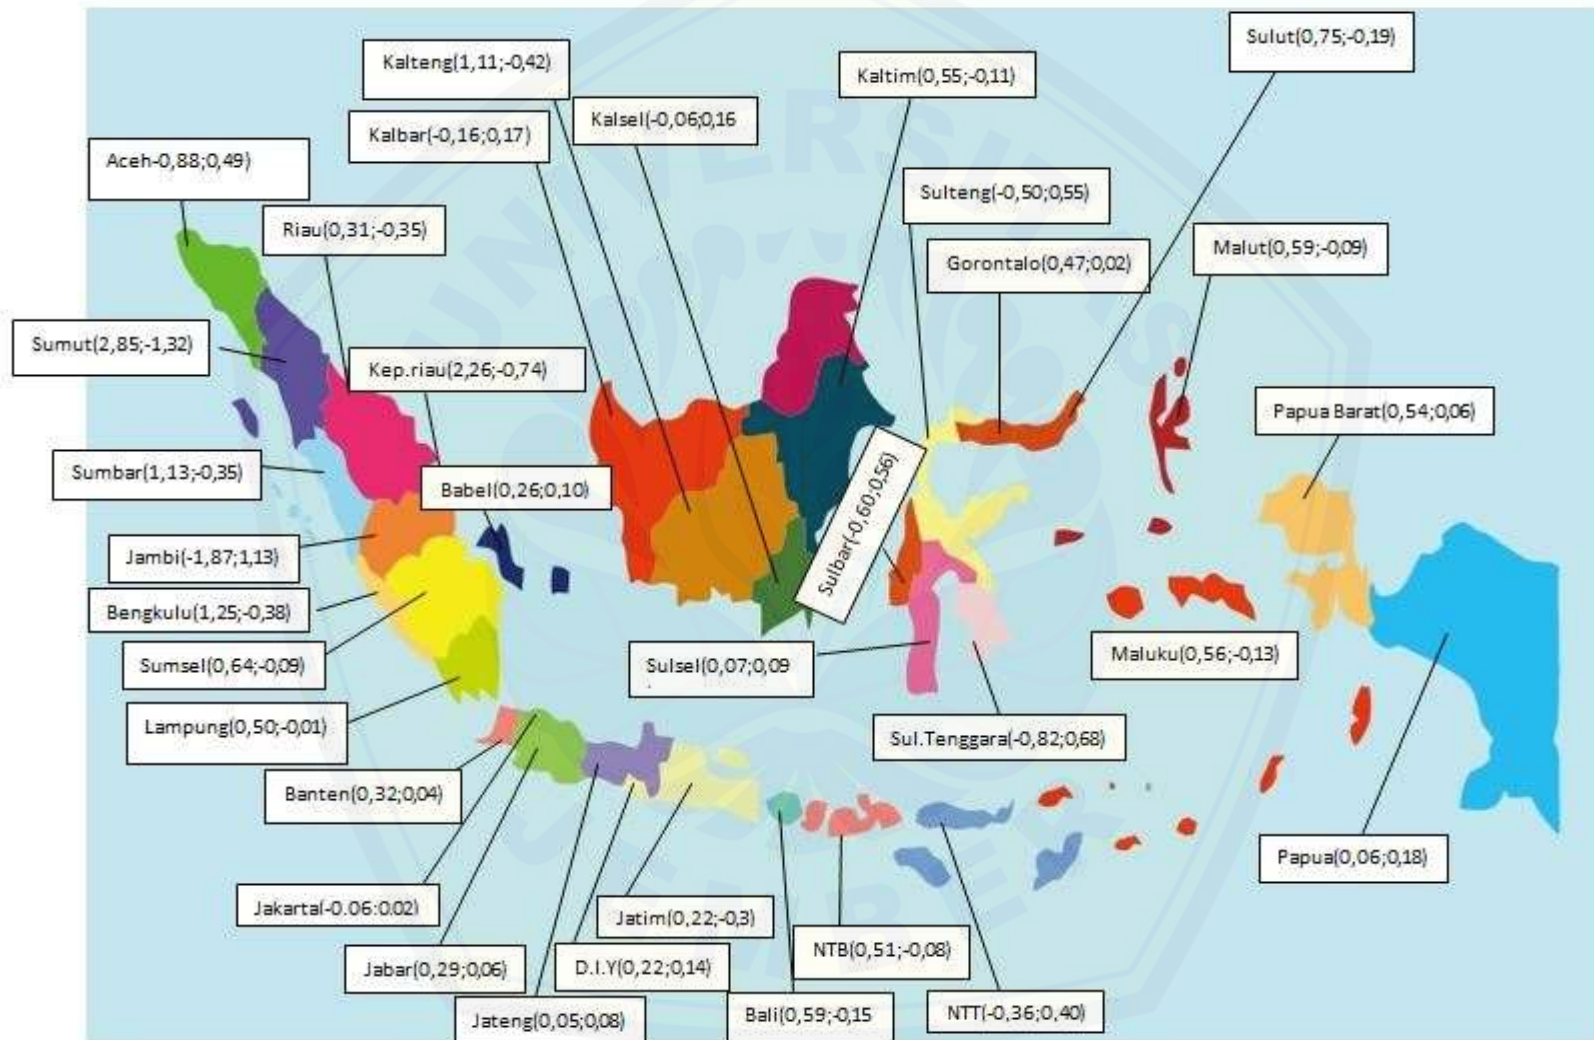 Sulut(0,75;-0,19)
Kalteng(1,11;-0,42)
Kaltim(0,55;-0,11)
Kalsel(-0,06;0,16
Kalbar(-0,16;0,17)
Aceh-0,88;0,49)
Sulteng(-0,50;0,55)
Riau(0,31;-0,35)
Malut(0,59;-0,09)
Gorontalo(0,47;0,02)
Sumut(2,85;-1,32)
Kep.riau(2,26;-0,74)
Papua Barat(0,54;0,06)
Sumbar(1,13;-0,35)
Babel(0,26;0,10)
Sulbar(-0,60;0,56)
Jambi(-1,87;1,13)
Bengkulu(1,25;-0,38)
Sumsel(0,64;-0,09)
Sulsel(0,07;0,09
Maluku(0,56;-0,13)
Lampung(0,50;-0,01)
Sul.Tenggara(-0,82;0,68)
Banten(0,32;0,04)
Papua(0,06;0,18)
Jakarta(-0.06:0.02)
Jatim(0,22;-0,3)
NTB(0,51;-0,08)
Jabar(0,29;0,06)
D.I.Y(0,22;0,14)
Jateng(0,05;0,08)
Bali(0,59;-0,15
NTT(-0,36;0,40)
UNIVERSITAS
JEMBER